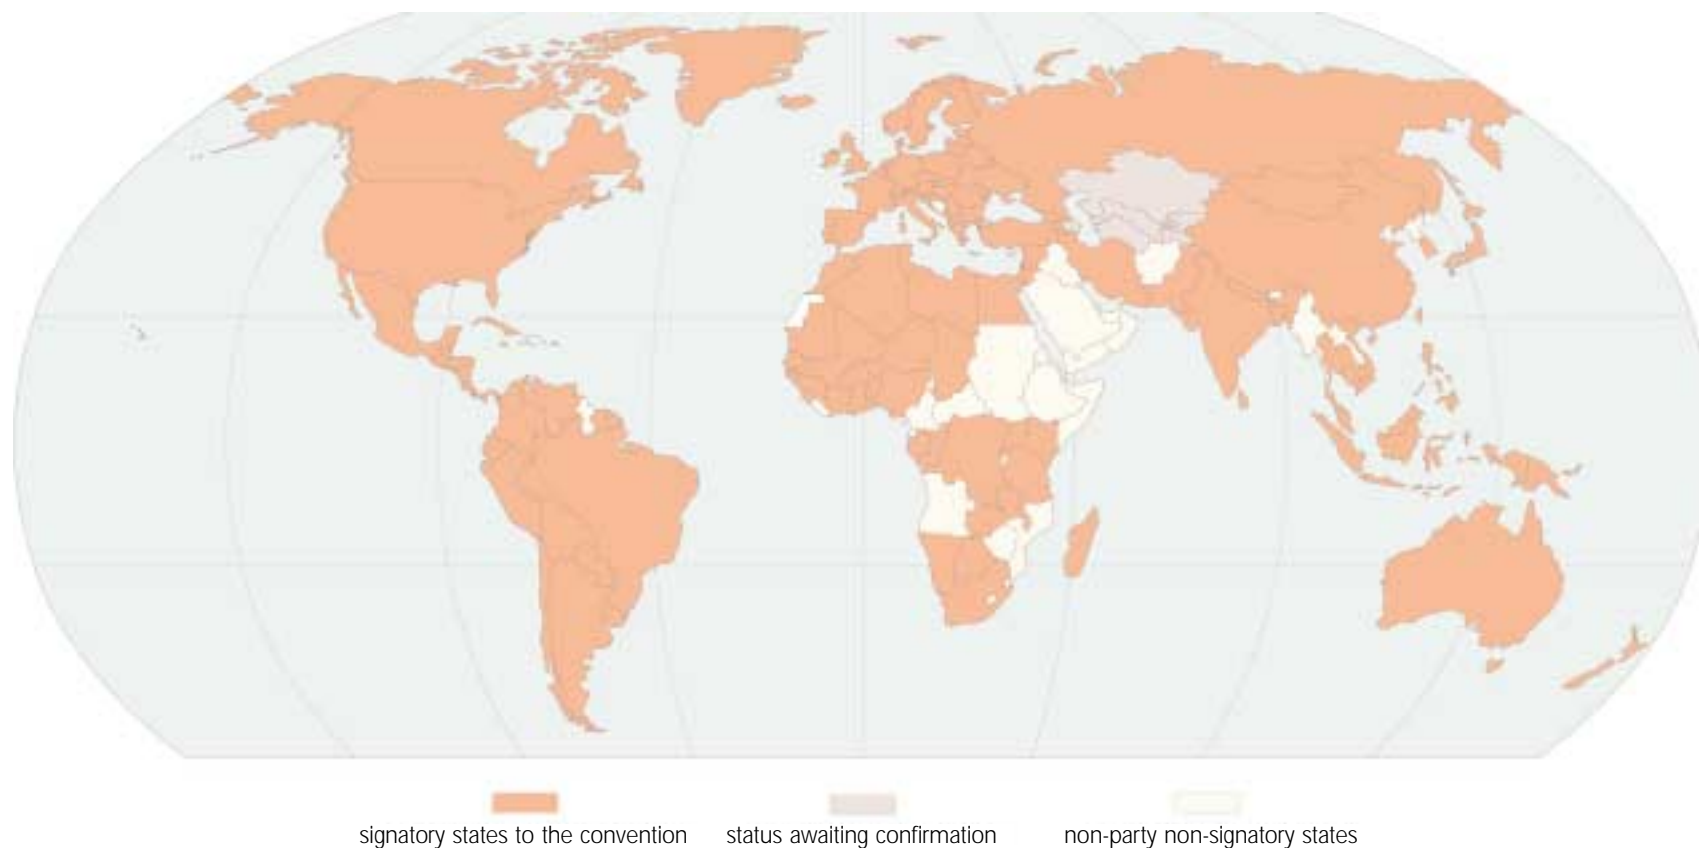 signatory states to the convention
status awaiting confirmation
non-party non-signatory states